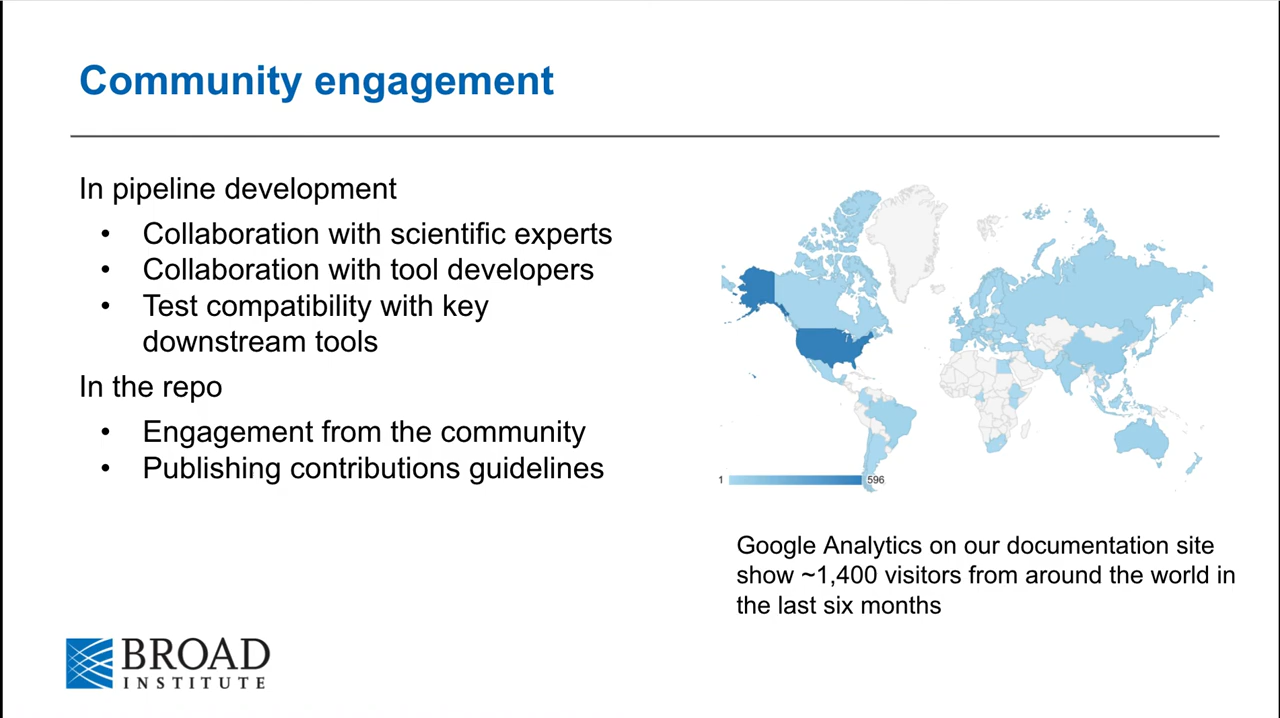 Community engagement
In pipeline development
• Collaboration with scientific experts
• Collaboration with tool developers
• Test compatibility with key
downstream tools
In the repo
• Engagement from the community
• Publishing contributions guidelines
1 596
Google Analytics on our documentation site
show ~1,400 visitors from around the world in
the last six months
BROAD
INSTITUTE